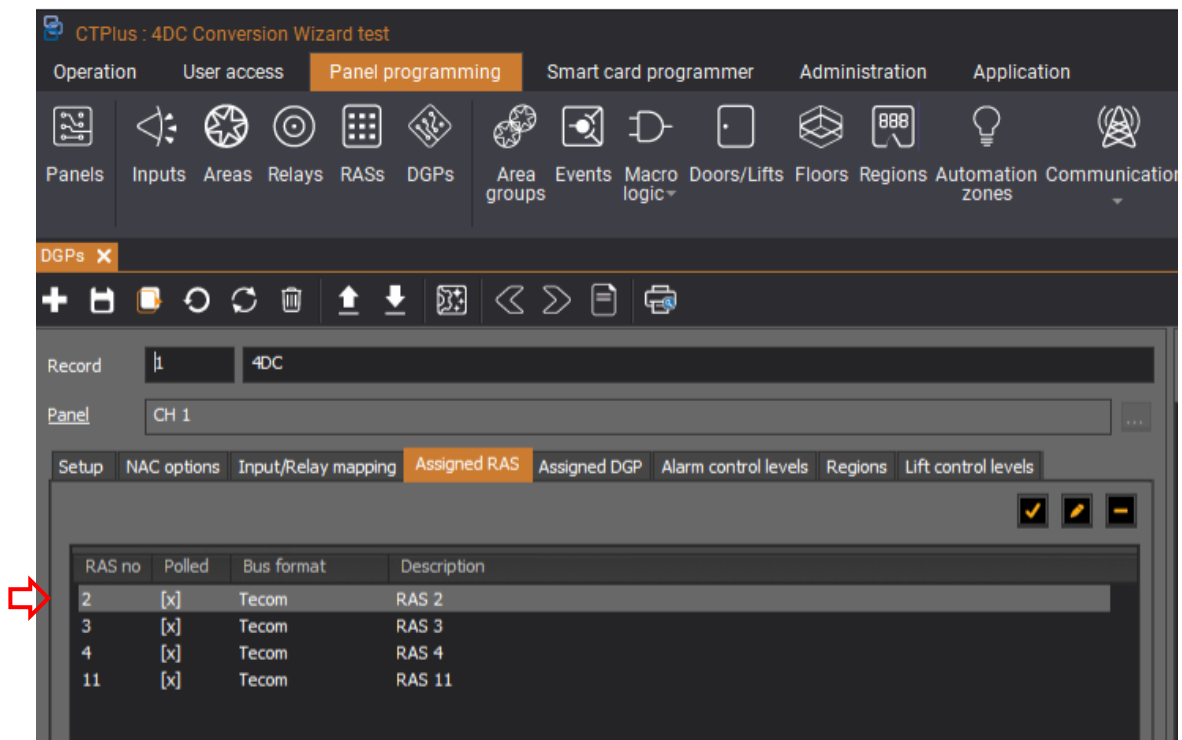 CTPlus : 4DC Conversion Wizard test
Operation User access Panel programming Smart card programmer Administration Application
888
Panels Inputs Areas Relays RASs DGPs Area groups Events Macro logic Doors/Lifts Floors Regions Automation zones Communicatio
DGPs
Record 1 4DC
Panel CH 1 ...
Setup NAC options Input/Relay mapping Assigned RAS Assigned DGP Alarm control levels Regions Lift control levels
RAS no Polled Bus format Description
2 [x] Tecom RAS 2
3 [x] Tecom RAS 3
4 [x] Tecom RAS 4
11 [x] Tecom RAS 11